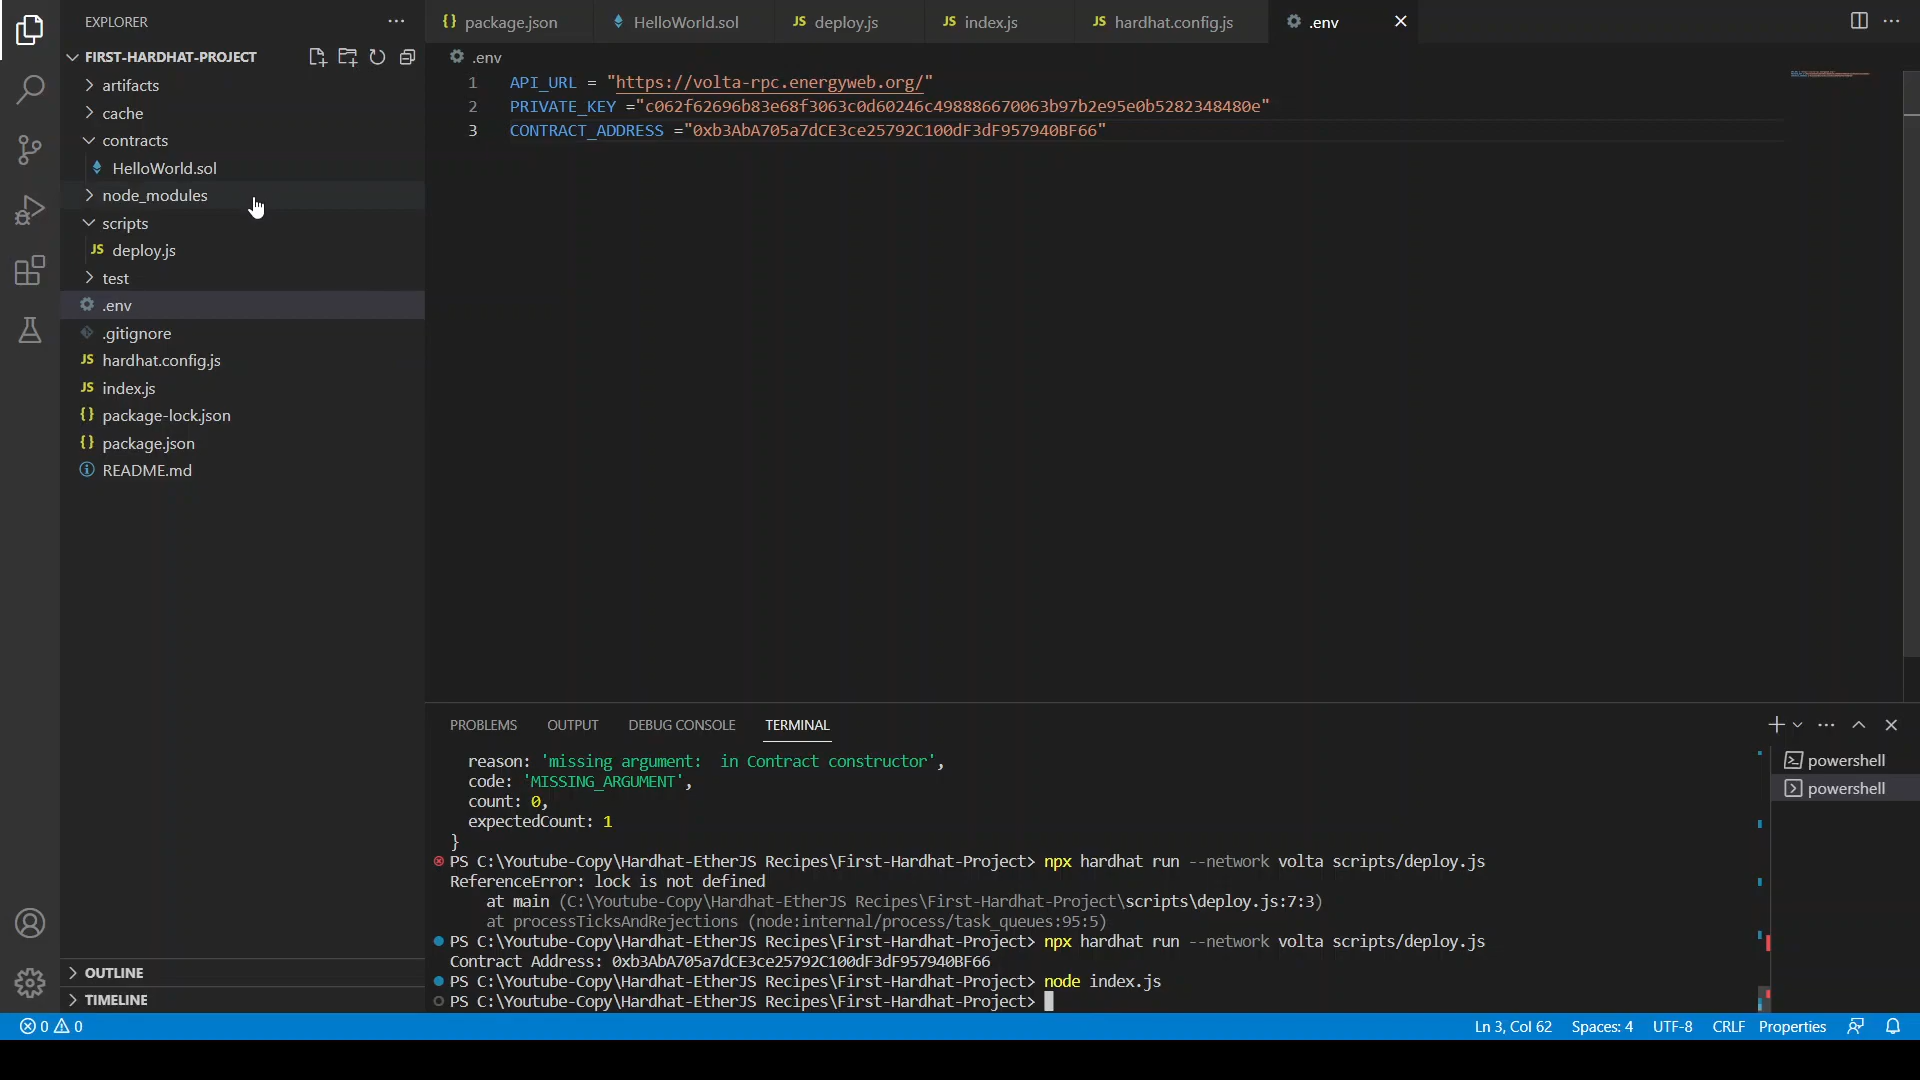 EXPLORER
FIRST-HARDHAT-PROJECT
artifacts
cache
contracts
HelloWorld.sol
node_modules
scripts
JS deploy.js
test
.env
.gitignore
JS hardhat.config.js
JS index.js
{} package-lock.json
{} package.json
README.md
OUTLINE
TIMELINE
{} package.json
HelloWorld.sol
JS deploy.js
JS index.js
JS hardhat.config.js
.env
.env
1 API_URL = "https://volta-rpc.energyweb.org/"
2 PRIVATE_KEY ="c062f62696b83e68f3063c0d60246c498886670063b97b2e95e0b5282348480e"
3 CONTRACT_ADDRESS ="0xb3AbA705a7dCE3ce25792C100dF3dF957940BF66"
PROBLEMS OUTPUT DEBUG CONSOLE TERMINAL
reason: 'missing argument:  in Contract constructor',
code: 'MISSING_ARGUMENT',
count: 0,
expectedCount: 1
}
PS C:\Youtube-Copy\Hardhat-EtherJS Recipes\First-Hardhat-Project> npx hardhat run --network volta scripts/deploy.js
ReferenceError: lock is not defined
at main (C:\Youtube-Copy\Hardhat-EtherJS Recipes\First-Hardhat-Project\scripts\deploy.js:7:3)
at processTicksAndRejections (node:internal/process/task_queues:95:5)
PS C:\Youtube-Copy\Hardhat-EtherJS Recipes\First-Hardhat-Project> npx hardhat run --network volta scripts/deploy.js
Contract Address: 0xb3AbA705a7dCE3ce25792C100dF3dF957940BF66
PS C:\Youtube-Copy\Hardhat-EtherJS Recipes\First-Hardhat-Project> node index.js
PS C:\Youtube-Copy\Hardhat-EtherJS Recipes\First-Hardhat-Project>
powershell
powershell
0 0
Ln 3, Col 62 Spaces: 4 UTF-8 CRLF Properties